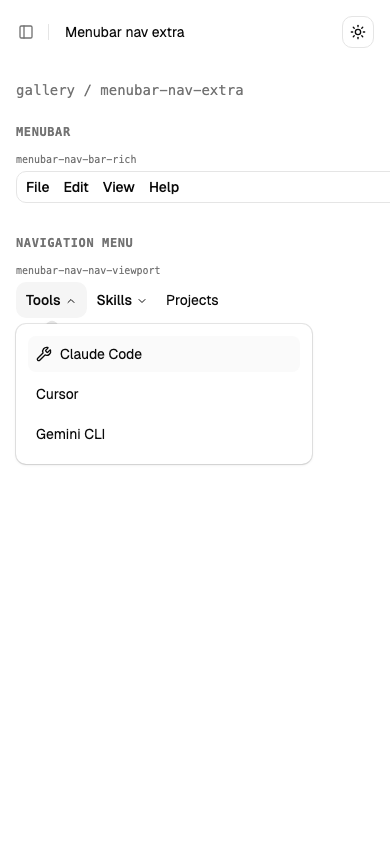 Menubar nav extra
gallery / menubar-nav-extra
MENUBAR
menubar-nav-bar-rich
File Edit View Help
NAVIGATION MENU
menubar-nav-nav-viewport
Tools Skills Projects
Claude Code
Cursor
Gemini CLI